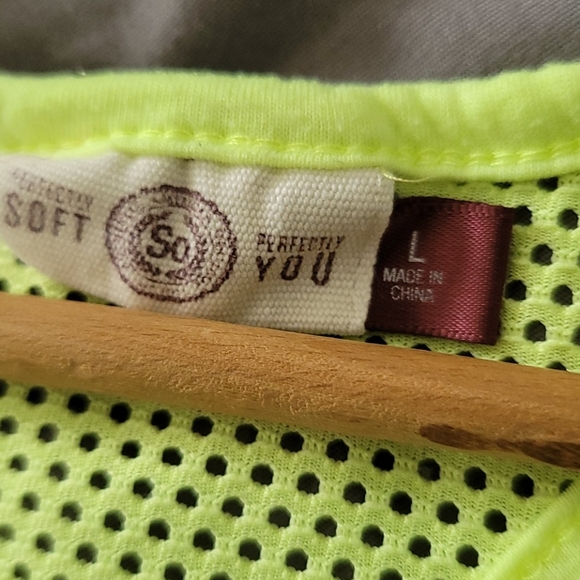 PERFECTLY
SOFT
So
PERFECTLY
YOU
L
MADE IN
CHINA